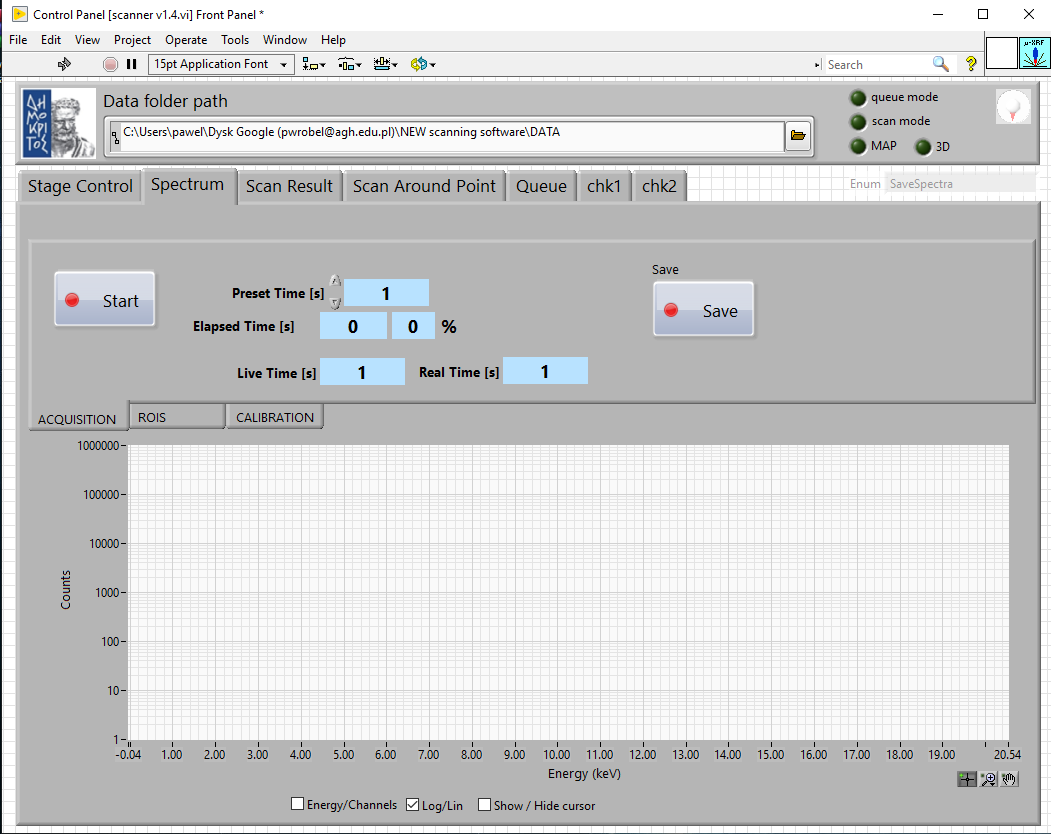 Control Panel [scanner v1.4.vi] Front Panel *
File Edit View Project Operate Tools Window Help
15pt Application Font
Search
?
μ-XRF
ΔΗΜΟΚΡΙΤΟΣ
Data folder path
C:\Users\pawel\Dysk Google (pwrobel@agh.edu.pl)\NEW scanning software\DATA
queue mode
scan mode
MAP 3D
Stage Control Spectrum Scan Result Scan Around Point Queue chk1 chk2
Enum SaveSpectra
Start
Preset Time [s] 1
Elapsed Time [s] 0 0 %
Live Time [s] 1 Real Time [s] 1
Save
Save
ACQUISITION ROIS CALIBRATION
1000000
100000
10000
1000
100
10
1
Counts
-0.04 1.00 2.00 3.00 4.00 5.00 6.00 7.00 8.00 9.00 10.00 11.00 12.00 13.00 14.00 15.00 16.00 17.00 18.00 19.00 20.54
Energy (keV)
Energy/Channels Log/Lin Show / Hide cursor